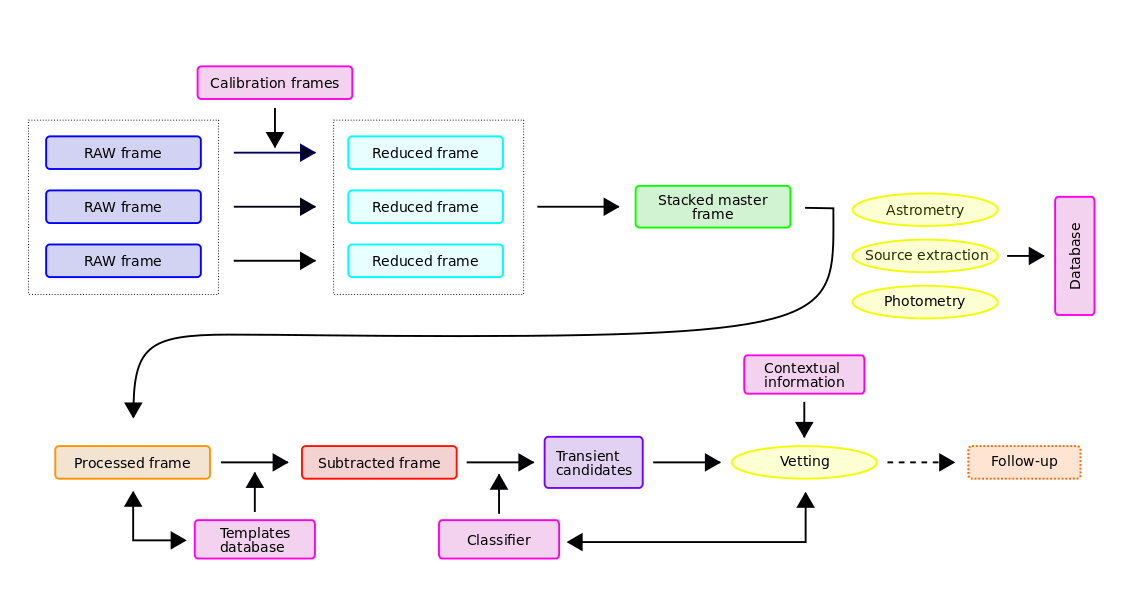 Calibration frames
RAW frame
Reduced frame
RAW frame
Reduced frame
RAW frame
Reduced frame
Stacked master
frame
Astrometry
Source extraction
Photometry
Database
Contextual
information
Processed frame
Subtracted frame
Transient
candidates
Vetting
Follow-up
Templates
database
Classifier